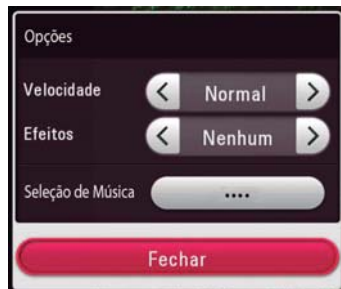 Opções
Velocidade < Normal >
Efeitos < Nenhum >
Seleção de Música ....
Fechar